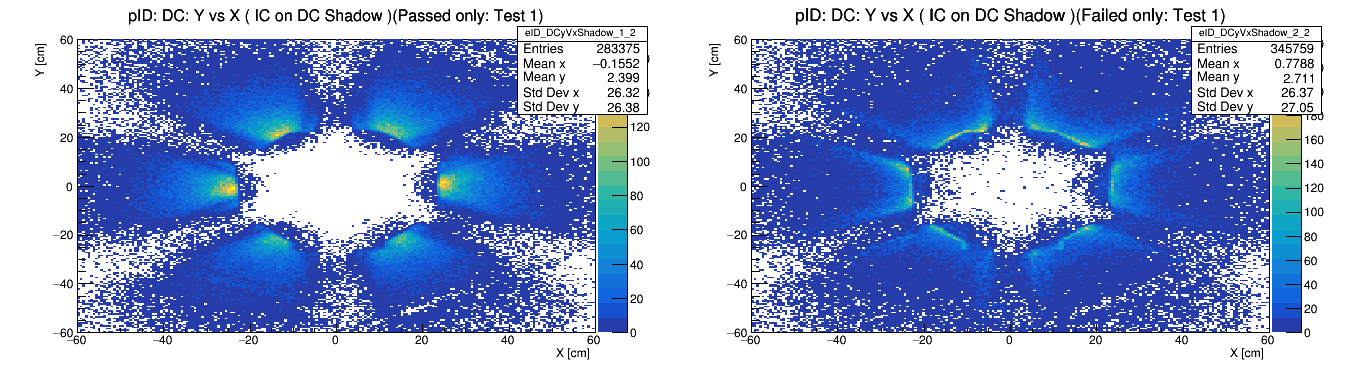 pID: DC: Y vs X ( IC on DC Shadow )(Passed only: Test 1)
eID_DCyVxShadow_1_2
Entries 283375
Mean x −0.1552
Mean y 2.399
Std Dev x 26.32
Std Dev y 26.38
Y [cm]
60
40
20
0
−20
−40
−60
−60 −40 −20 0 20 40 60
X [cm]
120
100
80
60
40
20
0
pID: DC: Y vs X ( IC on DC Shadow )(Failed only: Test 1)
eID_DCyVxShadow_2_2
Entries 345759
Mean x 0.7788
Mean y 2.711
Std Dev x 26.37
Std Dev y 27.05
Y [cm]
60
40
20
0
−20
−40
−60
−60 −40 −20 0 20 40 60
X [cm]
180
160
140
120
100
80
60
40
20
0